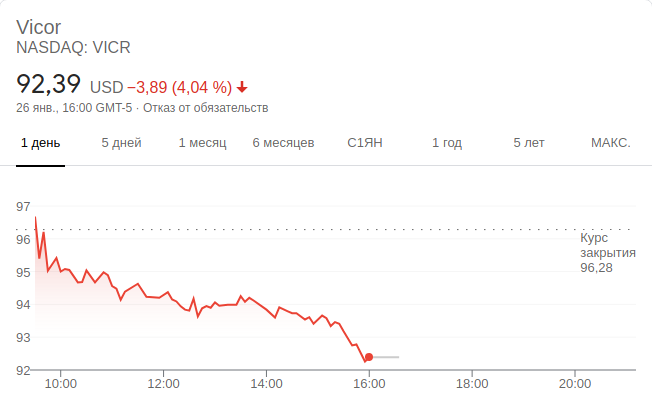 Vicor
NASDAQ: VICR
92,39 USD −3,89 (4,04 %)
26 янв., 16:00 GMT-5 · Отказ от обязательств
1 день 5 дней 1 месяц 6 месяцев С1ЯН 1 год 5 лет МАКС.
97
96
95
94
93
92
Курс
закрытия
96,28
10:00 12:00 14:00 16:00 18:00 20:00